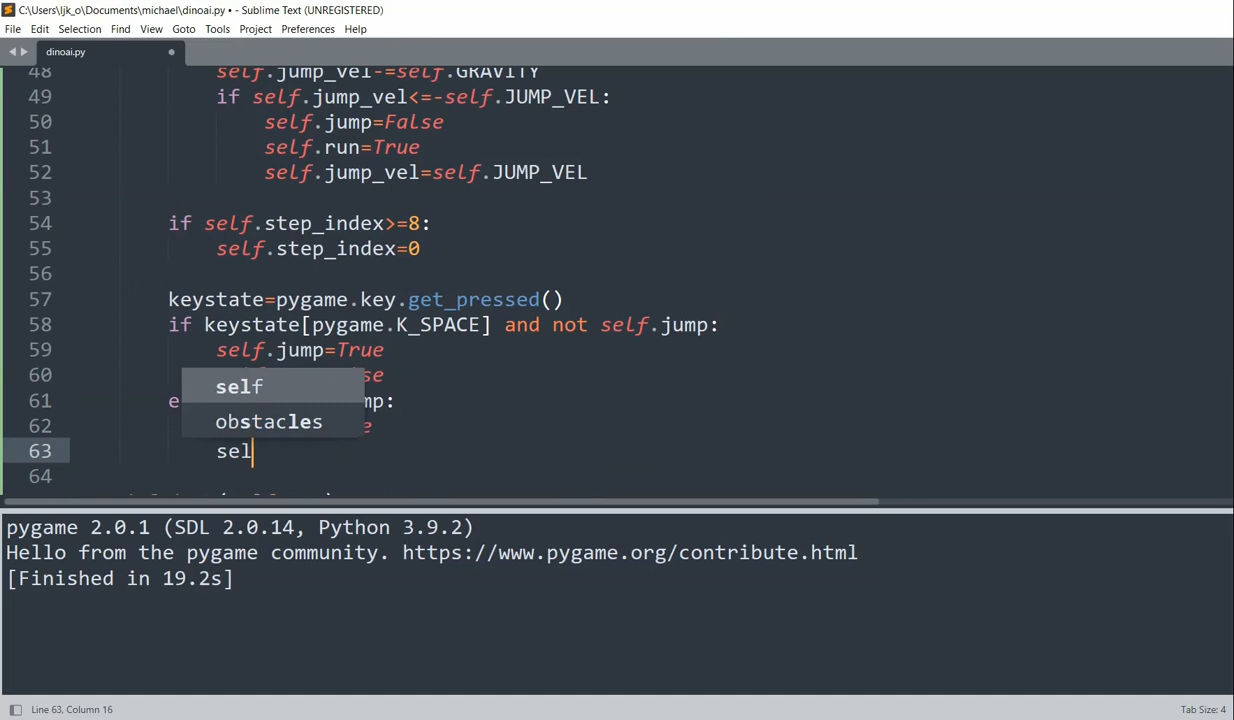 C:\Users\ljk_o\Documents\michael\dinoai.py • - Sublime Text (UNREGISTERED)
File Edit Selection Find View Goto Tools Project Preferences Help
dinoai.py
48 self.jump_vel-=self.GRAVITY
49 if self.jump_vel<=-self.JUMP_VEL:
50 self.jump=False
51 self.run=True
52 self.jump_vel=self.JUMP_VEL
53
54 if self.step_index>=8:
55 self.step_index=0
56
57 keystate=pygame.key.get_pressed()
58 if keystate[pygame.K_SPACE] and not self.jump:
59 self.jump=True
60 se
self
61 e mp:
obstacles
62 e
63 sel
64
pygame 2.0.1 (SDL 2.0.14, Python 3.9.2)
Hello from the pygame community. https://www.pygame.org/contribute.html
[Finished in 19.2s]
Line 63, Column 16
Tab Size: 4